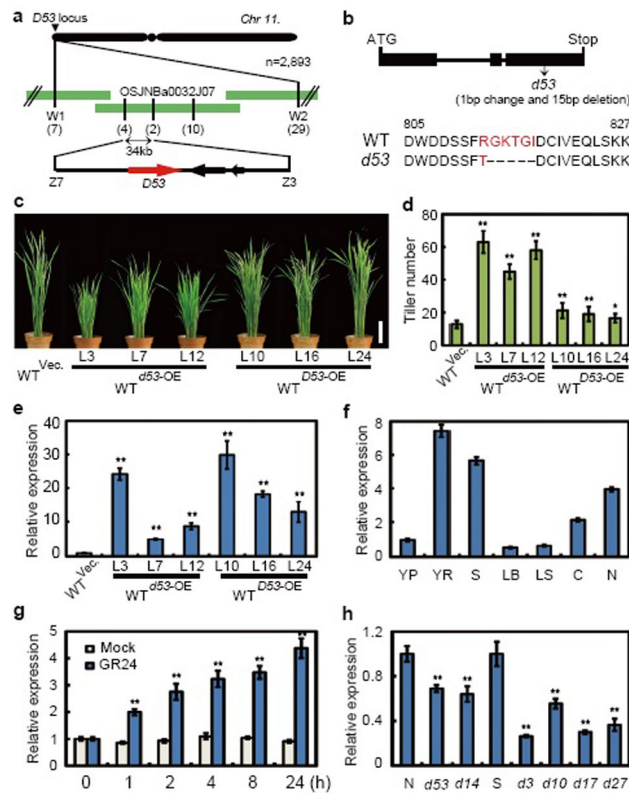 a
D53 locus
Chr 11.
n=2,893
OSJNBa0032J07
W1
W2
(7)
(4)
(2)
(10)
(29)
34kb
Z7
D53
Z3
b
ATG
Stop
d53
(1bp change and 15bp deletion)
805
827
WT DWDDSSFRGKTGIDCIVEQLSKK
d53 DWDDSSFT-----DCIVEQLSKK
c
WT Vec.
L3
L7
L12
L10
L16
L24
WT d53-OE
WT D53-OE
d
Tiller number
80
60
40
20
0
**
**
**
**
**
*
WT Vec.
L3 L7 L12
L10 L16 L24
WT d53-OE
WT D53-OE
e
Relative expression
40
30
20
10
0
**
**
**
**
**
**
WT Vec.
L3 L7 L12
L10 L16 L24
WT d53-OE
WT D53-OE
f
Relative expression
8
6
4
2
0
YP YR S LB LS C N
g
Relative expression
5
4
3
2
1
0
Mock
GR24
**
**
**
**
**
0 1 2 4 8 24 (h)
h
Relative expression
1.2
0.8
0.4
0
**
**
**
**
**
**
N d53 d14 S d3 d10 d17 d27